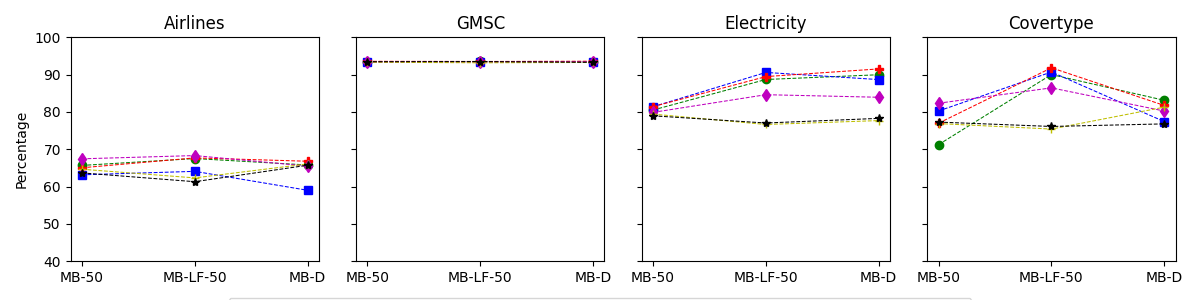 Airlines GMSC Electricity Covertype
100
90
80
70
60
50
40
Percentage
MB-50 MB-LF-50 MB-D MB-50 MB-LF-50 MB-D MB-50 MB-LF-50 MB-D MB-50 MB-LF-50 MB-D